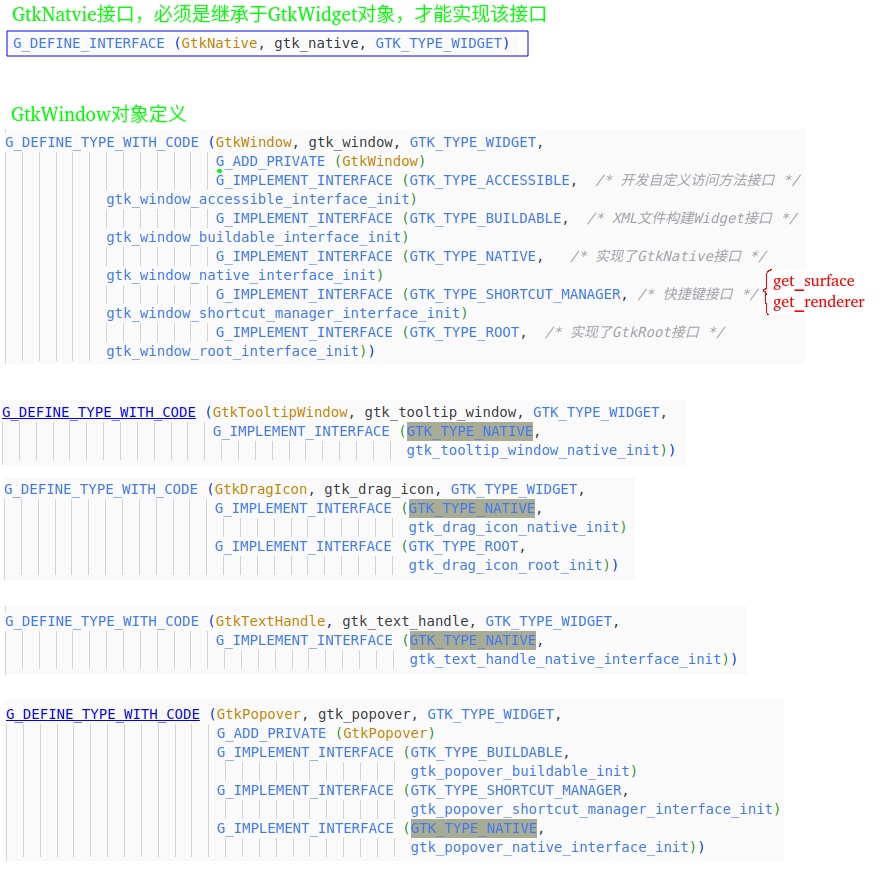 GtkNatvie接口，必须是继承于GtkWidget对象，才能实现该接口
G_DEFINE_INTERFACE (GtkNative, gtk_native, GTK_TYPE_WIDGET)
GtkWindow对象定义
G_DEFINE_TYPE_WITH_CODE (GtkWindow, gtk_window, GTK_TYPE_WIDGET,
G_ADD_PRIVATE (GtkWindow)
G_IMPLEMENT_INTERFACE (GTK_TYPE_ACCESSIBLE,  /* 开发自定义访问方法接口 */
gtk_window_accessible_interface_init)
G_IMPLEMENT_INTERFACE (GTK_TYPE_BUILDABLE,  /* XML文件构建Widget接口 */
gtk_window_buildable_interface_init)
G_IMPLEMENT_INTERFACE (GTK_TYPE_NATIVE,   /* 实现了GtkNative接口 */
gtk_window_native_interface_init)
G_IMPLEMENT_INTERFACE (GTK_TYPE_SHORTCUT_MANAGER, /* 快捷键接口 */
get_surface
get_renderer
gtk_window_shortcut_manager_interface_init)
G_IMPLEMENT_INTERFACE (GTK_TYPE_ROOT,  /* 实现了GtkRoot接口 */
gtk_window_root_interface_init))
G_DEFINE_TYPE_WITH_CODE (GtkTooltipWindow, gtk_tooltip_window, GTK_TYPE_WIDGET,
G_IMPLEMENT_INTERFACE (GTK_TYPE_NATIVE,
gtk_tooltip_window_native_init))
G_DEFINE_TYPE_WITH_CODE (GtkDragIcon, gtk_drag_icon, GTK_TYPE_WIDGET,
G_IMPLEMENT_INTERFACE (GTK_TYPE_NATIVE,
gtk_drag_icon_native_init)
G_IMPLEMENT_INTERFACE (GTK_TYPE_ROOT,
gtk_drag_icon_root_init))
G_DEFINE_TYPE_WITH_CODE (GtkTextHandle, gtk_text_handle, GTK_TYPE_WIDGET,
G_IMPLEMENT_INTERFACE (GTK_TYPE_NATIVE,
gtk_text_handle_native_interface_init))
G_DEFINE_TYPE_WITH_CODE (GtkPopover, gtk_popover, GTK_TYPE_WIDGET,
G_ADD_PRIVATE (GtkPopover)
G_IMPLEMENT_INTERFACE (GTK_TYPE_BUILDABLE,
gtk_popover_buildable_init)
G_IMPLEMENT_INTERFACE (GTK_TYPE_SHORTCUT_MANAGER,
gtk_popover_shortcut_manager_interface_init)
G_IMPLEMENT_INTERFACE (GTK_TYPE_NATIVE,
gtk_popover_native_interface_init))